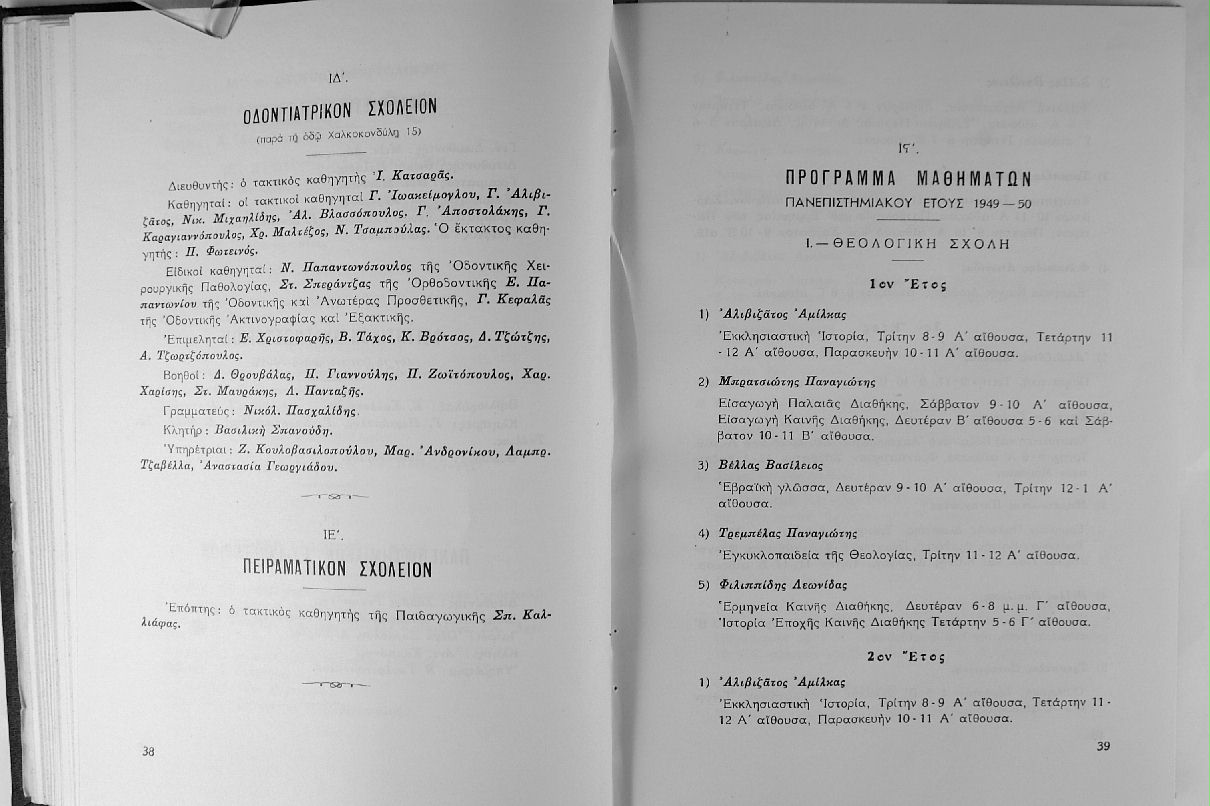 ΙΔ'.
ΟΔΟΝΤΙΑΤΡΙΚΟΝ ΣΧΟΛΕΙΟΝ
(παρὰ τῇ ὁδῷ Χαλκοκονδύλη 15)
Διευθυντής: ὁ τακτικὸς καθηγητὴς Ἰ. Κατσαρᾶς.
Καθηγηταί: οἱ τακτικοὶ καθηγηταὶ Γ. Ἰωακείμογλου, Γ. Ἀλιβι-
ζᾶτος, Νικ. Μιχαηλίδης, Ἀλ. Βλασσόπουλος, Γ. Ἀποστολάκης, Γ.
Καραγιαννόπουλος, Χρ. Μαλτέζος, Ν. Τσαμπούλας. Ὁ ἔκτακτος καθη-
γητής: Π. Φωτεινός.
Εἰδικοὶ καθηγηταί: Ν. Παπαντωνόπουλος τῆς Ὀδοντικῆς Χει-
ρουργικῆς Παθολογίας, Στ. Σπεράντζας τῆς Ὀρθοδοντικῆς Ε. Πα-
παντωνίου τῆς Ὀδοντικῆς καὶ Ἀνωτέρας Προσθετικῆς, Γ. Κεφαλᾶς
τῆς Ὀδοντικῆς Ἀκτινογραφίας καὶ Ἐξακτικῆς.
Ἐπιμεληταί: Ε. Χριστοφαρῆς, Β. Τάχος, Κ. Βρότσος, Δ. Τζώτζης,
Α. Τζωρτζόπουλος.
Βοηθοί: Δ. Θρουβάλας, Π. Γιαννούλης, Π. Ζωϊτόπουλος, Χαρ.
Χαρίσης, Στ. Μαυράκης, Λ. Πανταζῆς.
Γραμματεύς: Νικόλ. Πασχαλίδης.
Κλητήρ: Βασιλικὴ Σπανούδη.
Ὑπηρέτριαι: Ζ. Κουλοβασιλοπούλου, Μαρ. Ἀνδρονίκου, Λαμπρ.
Τζαβέλλα, Ἀναστασία Γεωργιάδου.
ΙΕ'.
ΠΕΙΡΑΜΑΤΙΚΟΝ ΣΧΟΛΕΙΟΝ
Ἐπόπτης: ὁ τακτικὸς καθηγητὴς τῆς Παιδαγωγικῆς Σπ. Καλ-
λιάφας.
38
ΙϚ'.
ΠΡΟΓΡΑΜΜΑ ΜΑΘΗΜΑΤΩΝ
ΠΑΝΕΠΙΣΤΗΜΙΑΚΟΥ ΕΤΟΥΣ 1949—50
Ι.—ΘΕΟΛΟΓΙΚΗ ΣΧΟΛΗ
1ον Ἔτος
1) Ἀλιβιζᾶτος Ἀμίλκας
Ἐκκλησιαστικὴ Ἱστορία, Τρίτην 8-9 Α' αἴθουσα, Τετάρτην 11
-12 Α' αἴθουσα, Παρασκευὴν 10-11 Α' αἴθουσα.
2) Μπρατσιώτης Παναγιώτης
Εἰσαγωγὴ Παλαιᾶς Διαθήκης, Σάββατον 9-10 Α' αἴθουσα,
Εἰσαγωγὴ Καινῆς Διαθήκης, Δευτέραν Β' αἴθουσα 5-6 καὶ Σάβ-
βατον 10-11 Β' αἴθουσα.
3) Βέλλας Βασίλειος
Ἑβραϊκὴ γλῶσσα, Δευτέραν 9-10 Α' αἴθουσα, Τρίτην 12-1 Α'
αἴθουσα.
4) Τρεμπέλας Παναγιώτης
Ἐγκυκλοπαιδεία τῆς Θεολογίας, Τρίτην 11-12 Α' αἴθουσα.
5) Φιλιππίδης Λεωνίδας
Ἑρμηνεία Καινῆς Διαθήκης, Δευτέραν 6-8 μ.μ. Γ' αἴθουσα,
Ἱστορία Ἐποχῆς Καινῆς Διαθήκης Τετάρτην 5-6 Γ' αἴθουσα.
2ον Ἔτος
1) Ἀλιβιζᾶτος Ἀμίλκας
Ἐκκλησιαστικὴ Ἱστορία, Τρίτην 8-9 Α' αἴθουσα, Τετάρτην 11-
12 Α' αἴθουσα, Παρασκευὴν 10-11 Α' αἴθουσα.
39